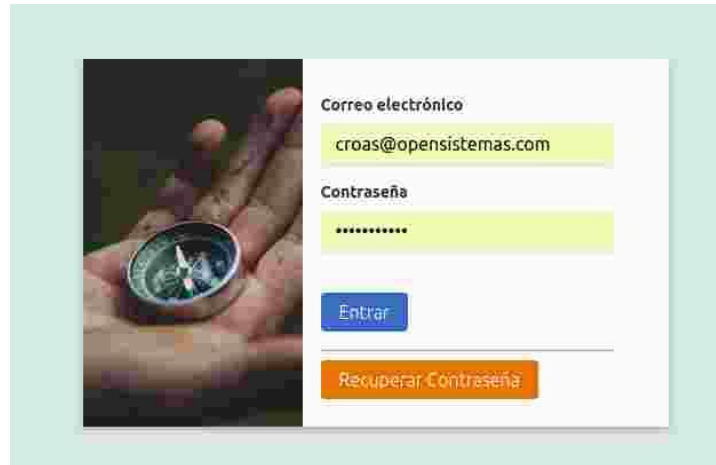 Correo electrónico
croas@opensistemas.com
Contraseña
•••••••••••
Entrar
Recuperar Contraseña